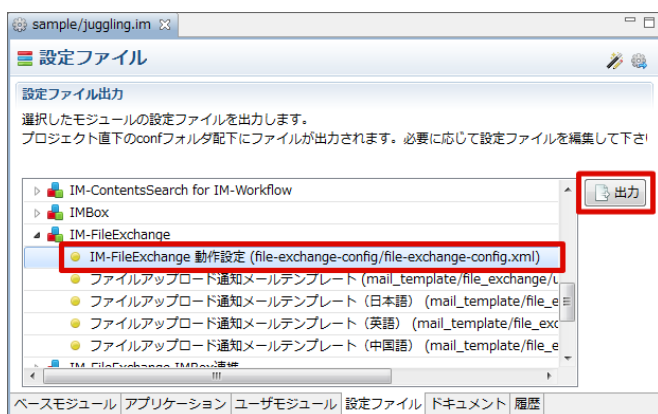 sample/juggling.im
設定ファイル
設定ファイル出力
選択したモジュールの設定ファイルを出力します。
プロジェクト直下のconfフォルダ配下にファイルが出力されます。必要に応じて設定ファイルを編集して下さい
IM-ContentsSearch for IM-Workflow
出力
IMBox
IM-FileExchange
IM-FileExchange 動作設定 (file-exchange-config/file-exchange-config.xml)
ファイルアップロード通知メールテンプレート (mail_template/file_exchange/u
ファイルアップロード通知メールテンプレート（日本語） (mail_template/file_e
ファイルアップロード通知メールテンプレート（英語） (mail_template/file_exc
ファイルアップロード通知メールテンプレート（中国語） (mail_template/file_e
IM-FileExchange IMBox連携
ベースモジュール アプリケーション ユーザモジュール 設定ファイル ドキュメント 履歴